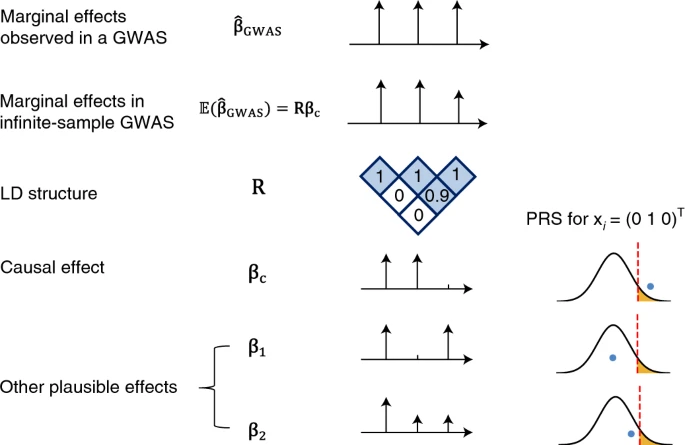 Marginal effects
observed in a GWAS
β̂GWAS
Marginal effects in
infinite-sample GWAS
𝔼(β̂GWAS) = Rβc
LD structure
R
1 1 1
0 0.9
0
PRS for xi = (0 1 0)T
Causal effect
βc
β1
Other plausible effects
β2